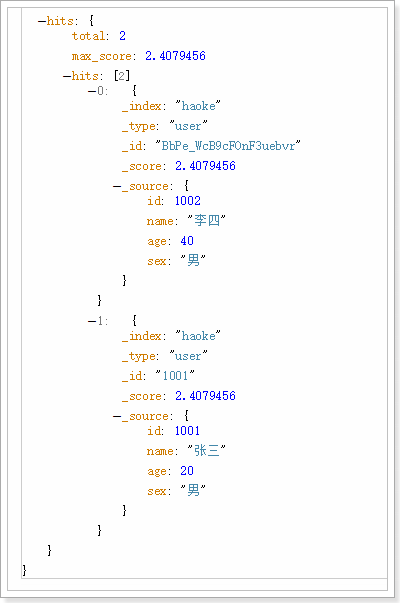 —hits: {
total: 2
max_score: 2.4079456
—hits: [2]
—0: {
_index: "haoke"
_type: "user"
_id: "BbPe_WcB9cFOnF3uebvr"
_score: 2.4079456
—_source: {
id: 1002
name: "李四"
age: 40
sex: "男"
}
}
—1: {
_index: "haoke"
_type: "user"
_id: "1001"
_score: 2.4079456
—_source: {
id: 1001
name: "张三"
age: 20
sex: "男"
}
}
}
}